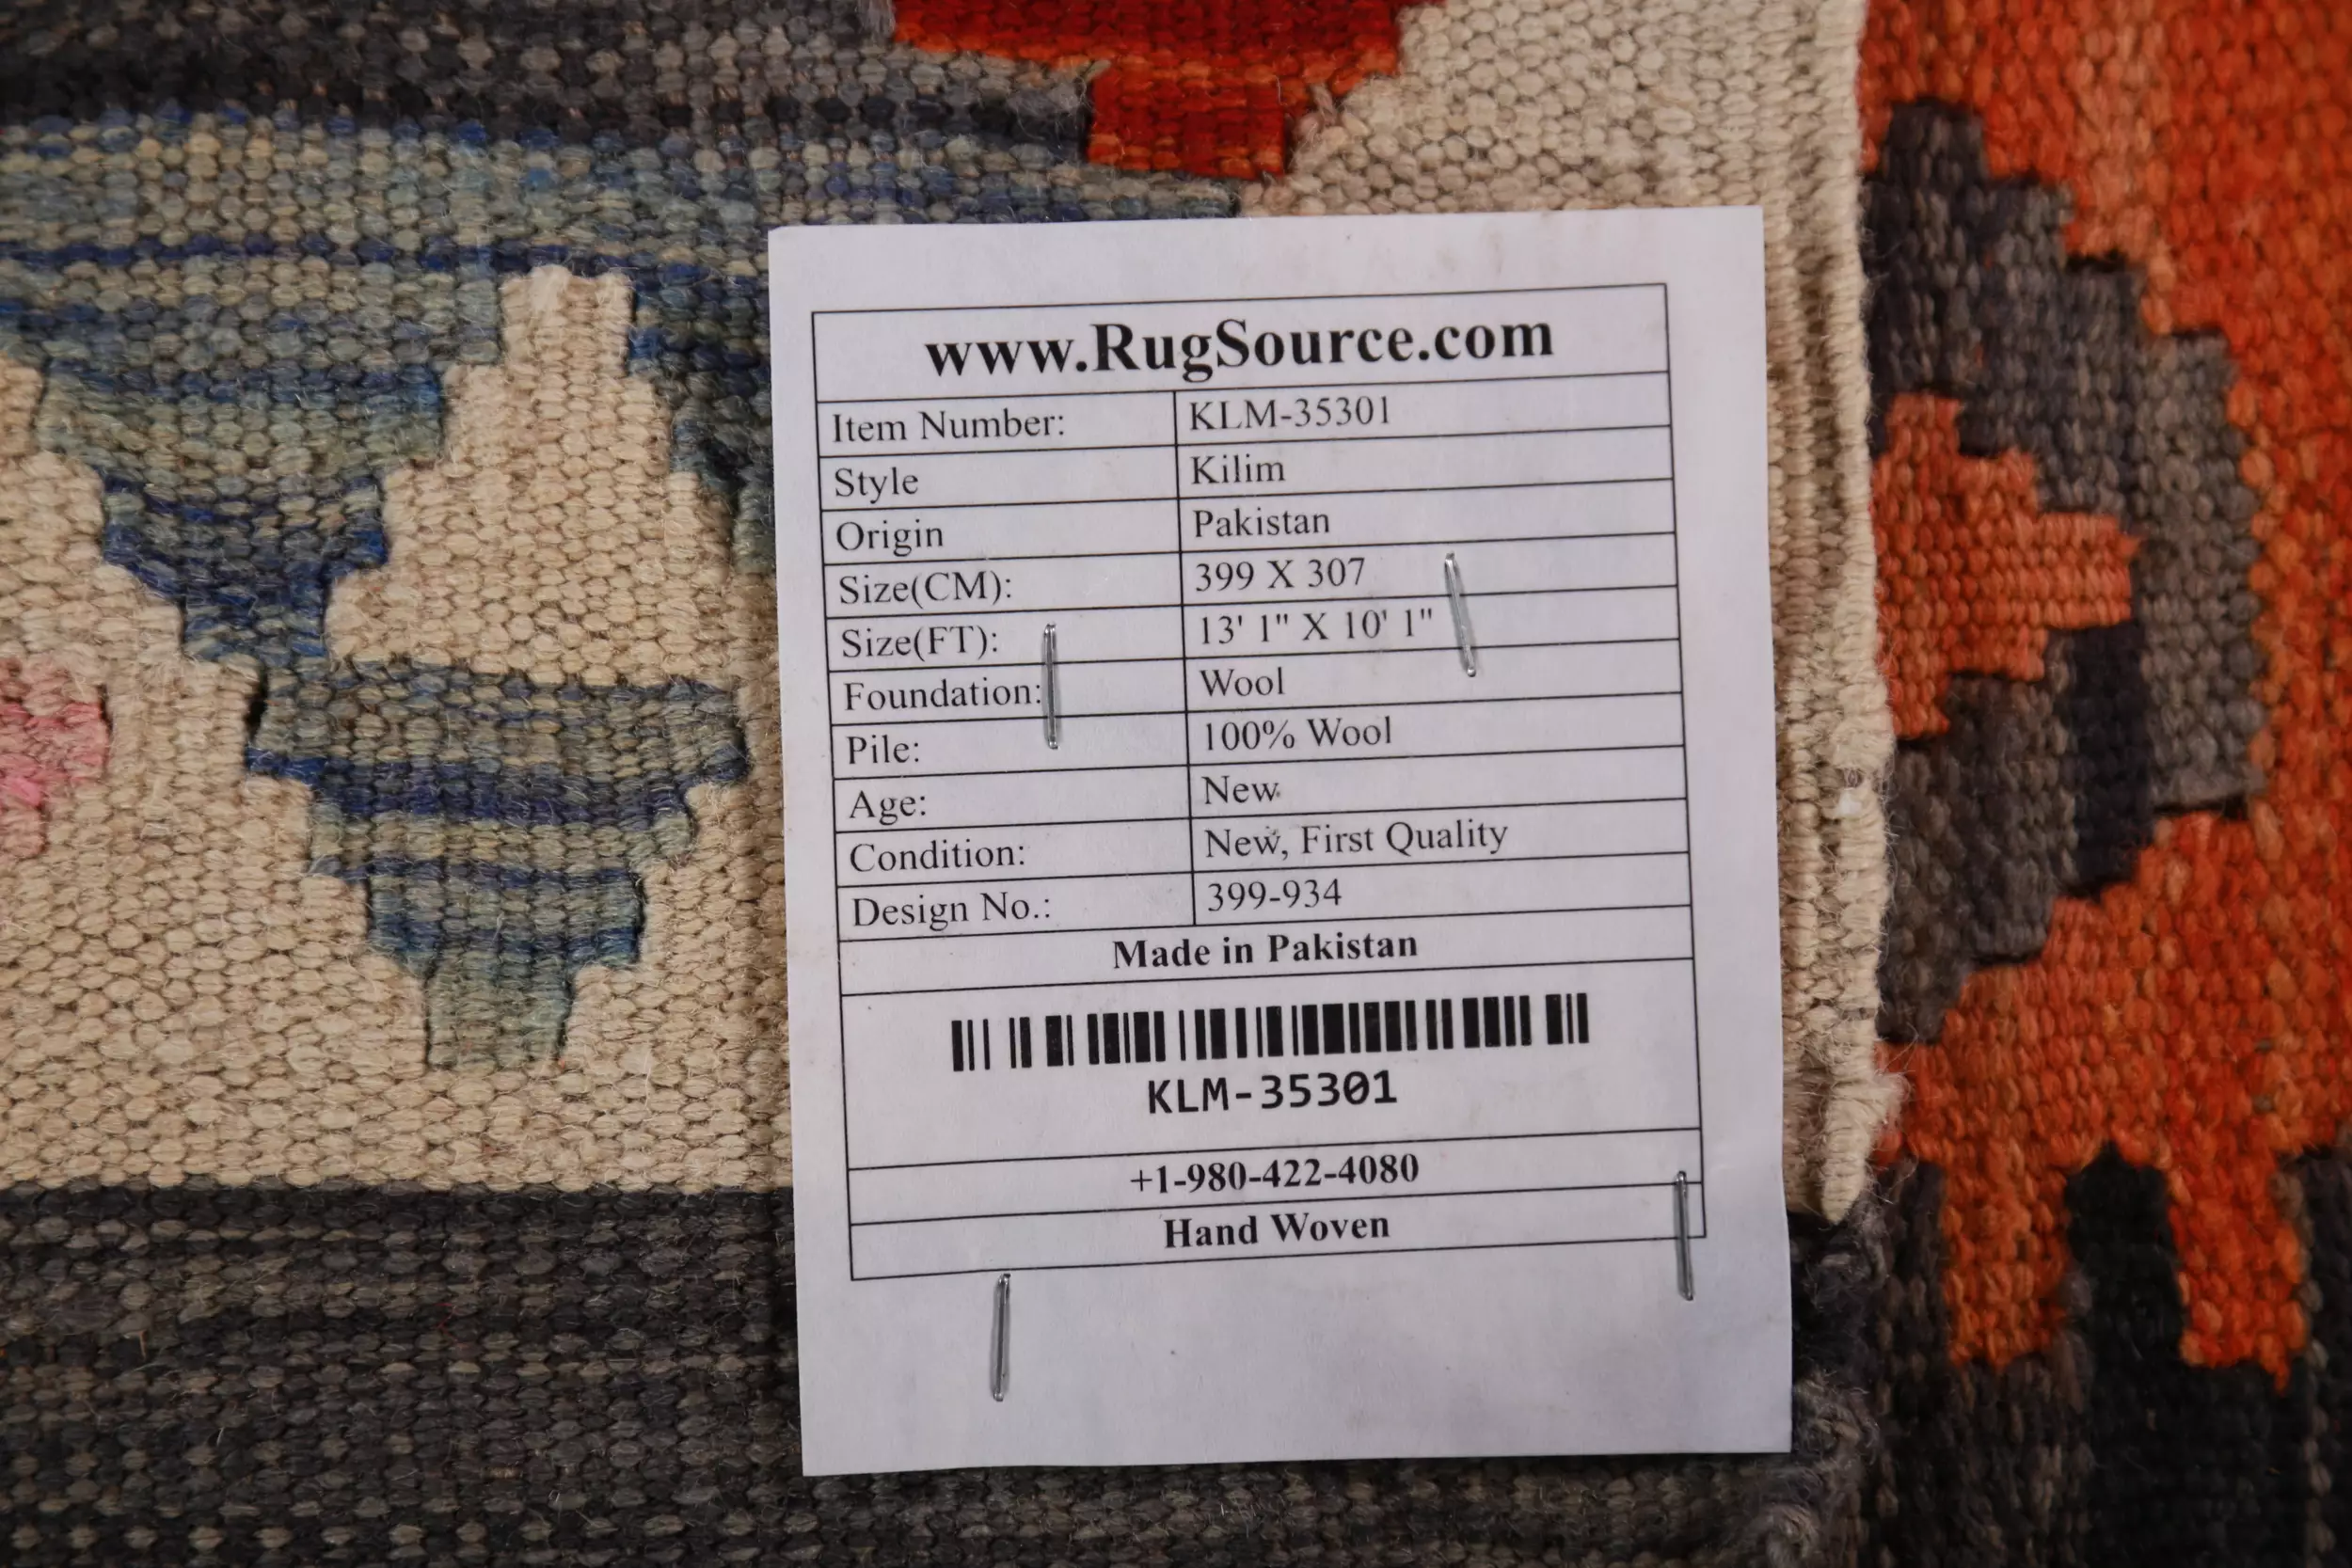 www.RugSource.com
Item Number: KLM-35301
Style Kilim
Origin Pakistan
Size(CM): 399 X 307
Size(FT): 13' 1" X 10' 1"
Foundation: Wool
Pile: 100% Wool
Age: New
Condition: New, First Quality
Design No.: 399-934
Made in Pakistan
KLM-35301
+1-980-422-4080
Hand Woven